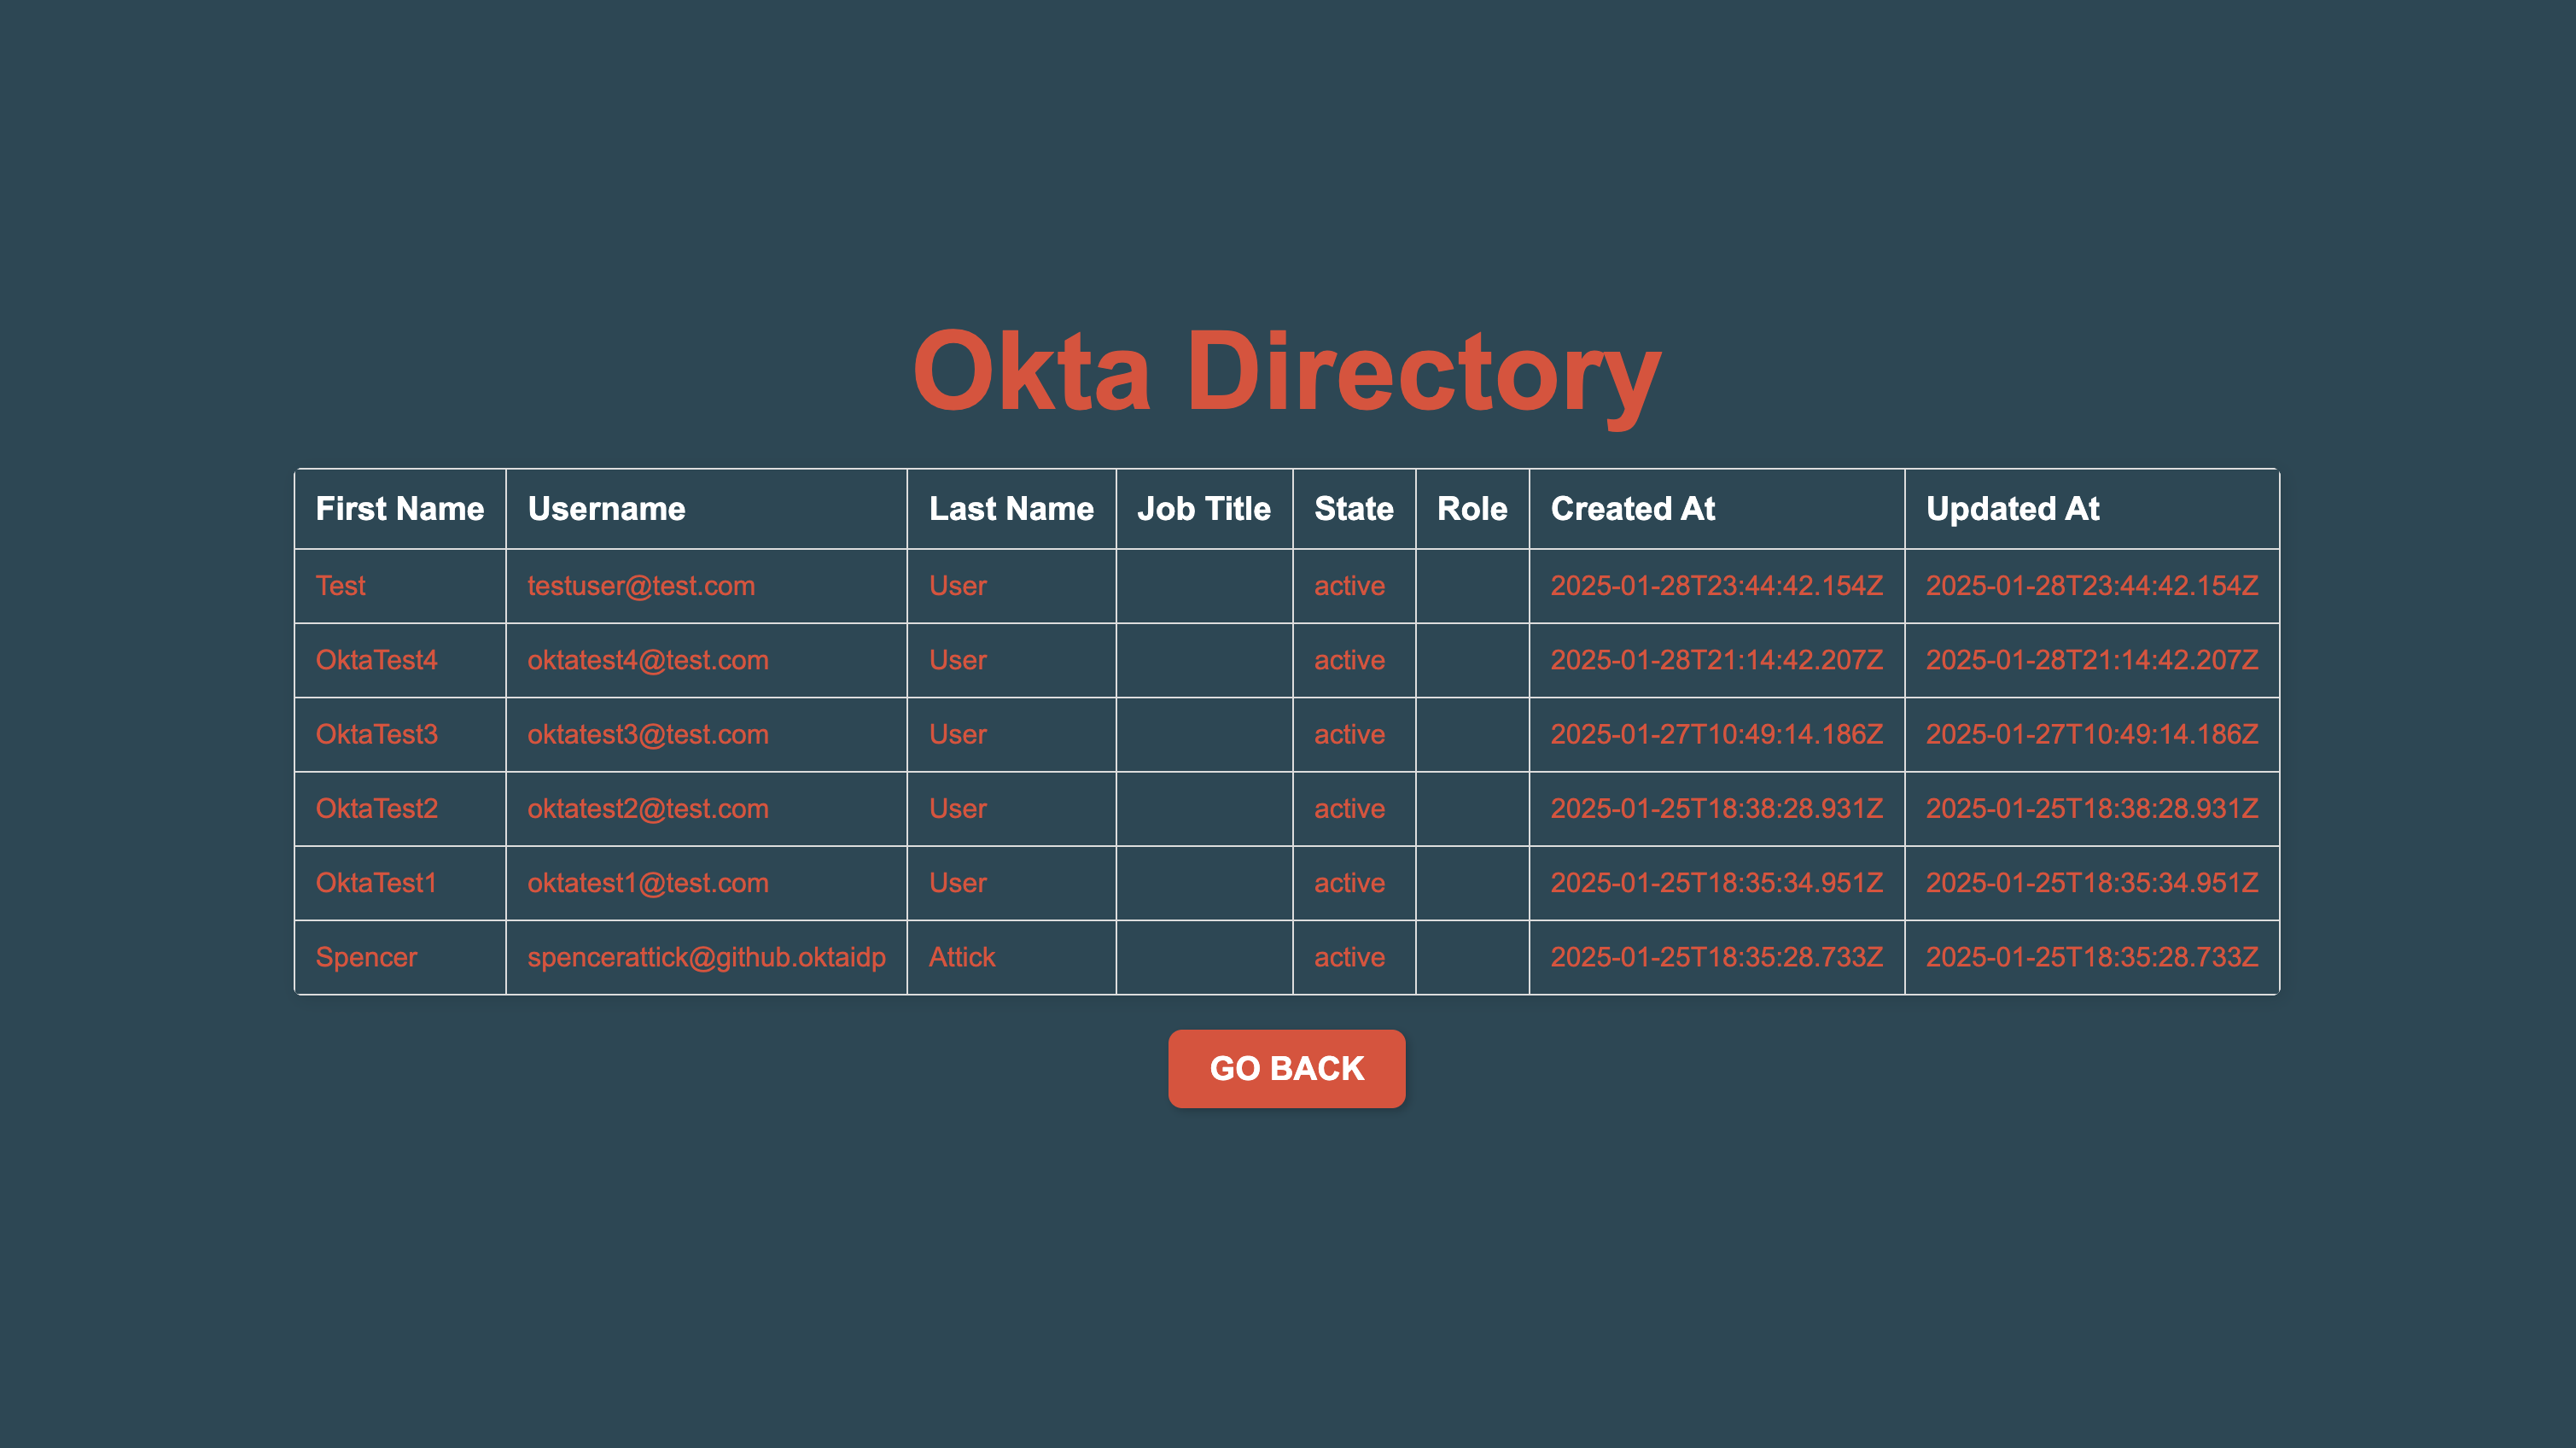 Okta Directory
First Name Username Last Name Job Title State Role Created At Updated At
Test testuser@test.com User active 2025-01-28T23:44:42.154Z 2025-01-28T23:44:42.154Z
OktaTest4 oktatest4@test.com User active 2025-01-28T21:14:42.207Z 2025-01-28T21:14:42.207Z
OktaTest3 oktatest3@test.com User active 2025-01-27T10:49:14.186Z 2025-01-27T10:49:14.186Z
OktaTest2 oktatest2@test.com User active 2025-01-25T18:38:28.931Z 2025-01-25T18:38:28.931Z
OktaTest1 oktatest1@test.com User active 2025-01-25T18:35:34.951Z 2025-01-25T18:35:34.951Z
Spencer spencerattick@github.oktaidp Attick active 2025-01-25T18:35:28.733Z 2025-01-25T18:35:28.733Z
GO BACK